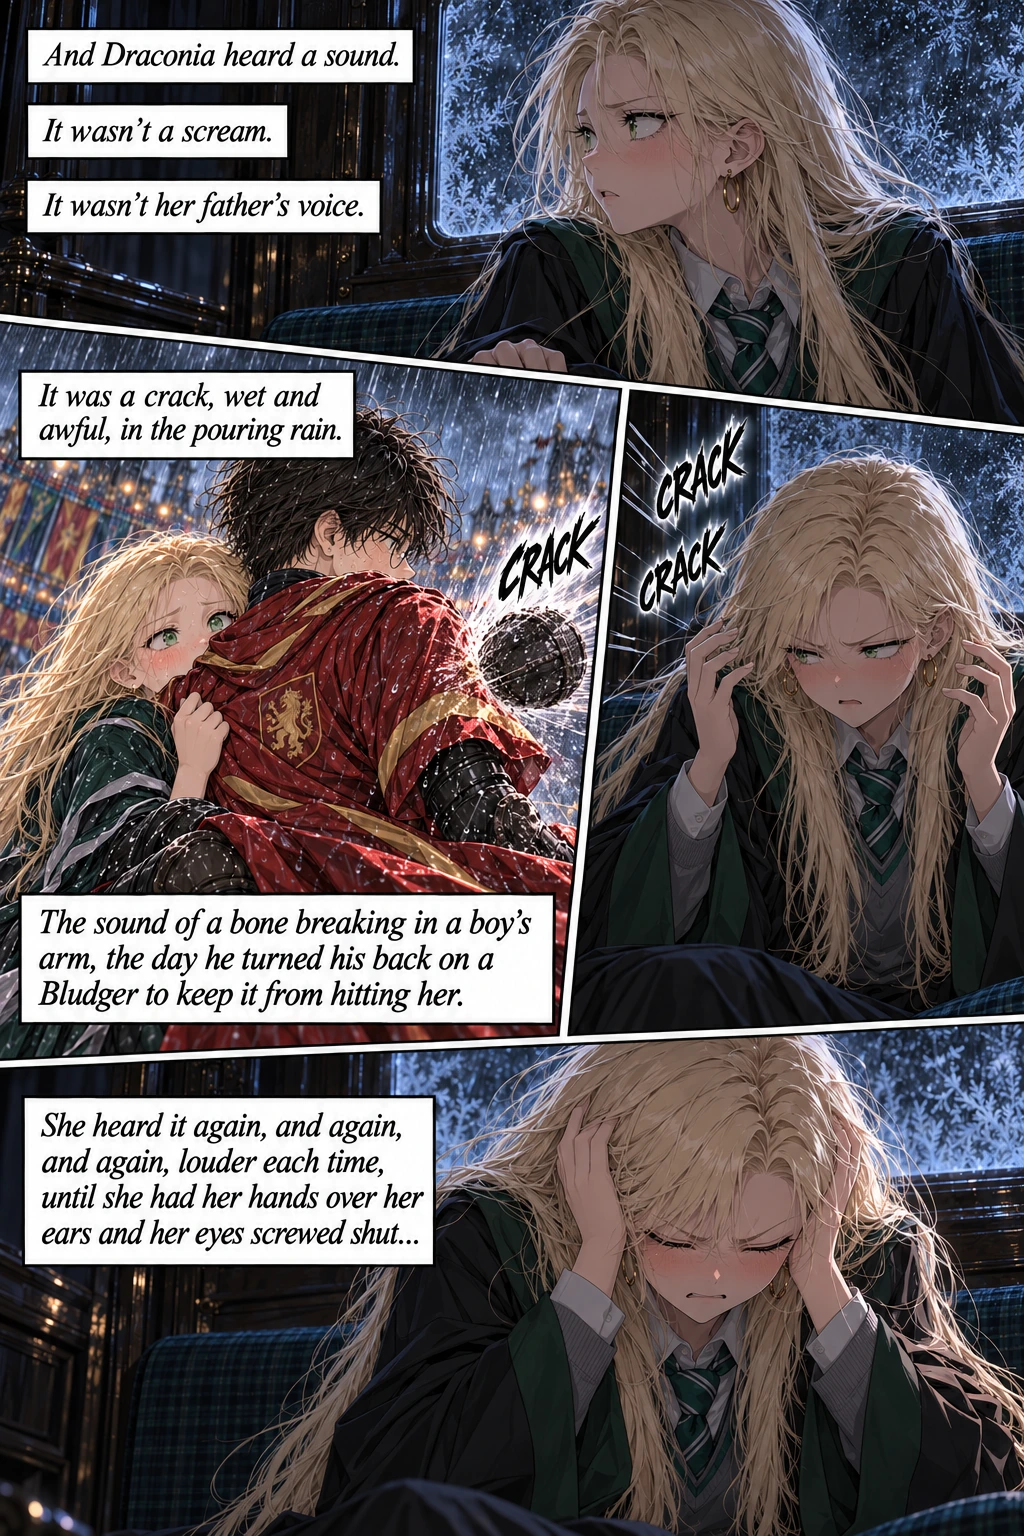 And Draconia heard a sound.
It wasn't a scream.
It wasn't her father's voice.
It was a crack, wet and
awful, in the pouring rain.
CRACK
CRACK
CRACK
The sound of a bone breaking in a boy's
arm, the day he turned his back on a
Bludger to keep it from hitting her.
She heard it again, and again,
and again, louder each time,
until she had her hands over her
ears and her eyes screwed shut...